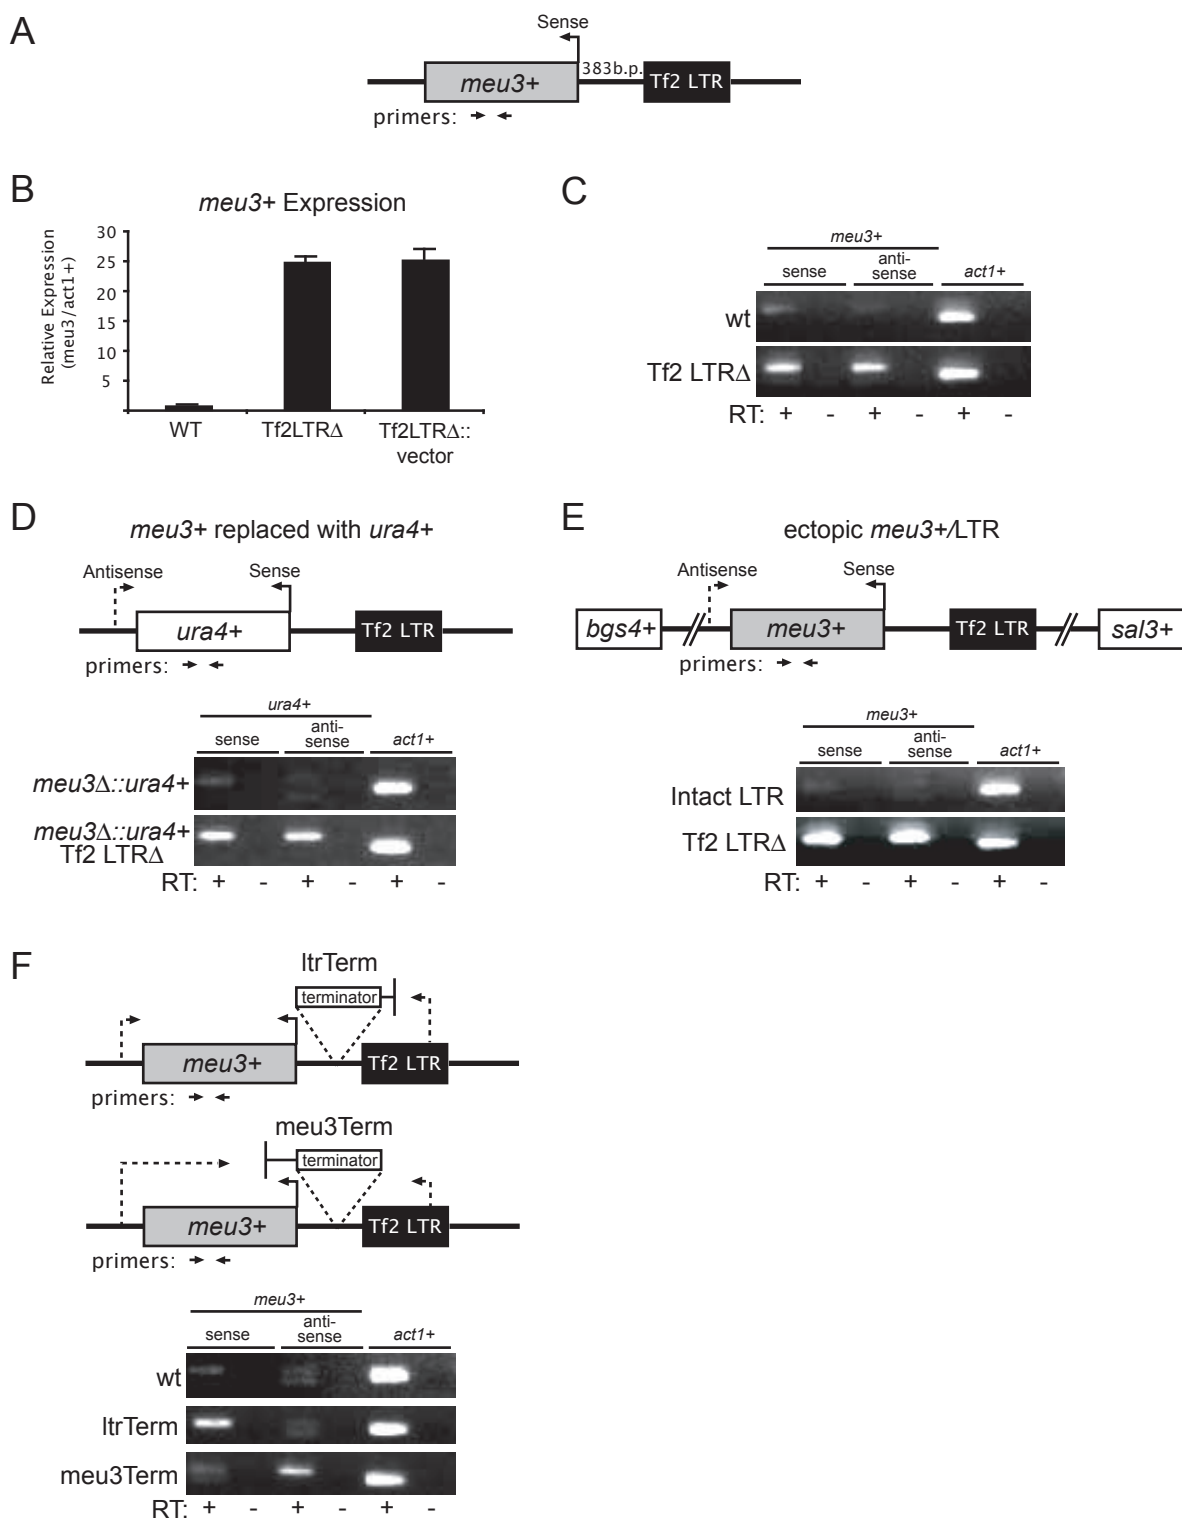 A
Sense
383b.p.
meu3+
Tf2 LTR
primers:
B
meu3+ Expression
Relative Expression
(meu3/act1+)
30
25
20
15
10
5
WT
Tf2LTRΔ
Tf2LTRΔ::
vector
C
meu3+
sense
anti-
sense
act1+
wt
Tf2 LTRΔ
RT: + - + - + -
D
meu3+ replaced with ura4+
Antisense
Sense
ura4+
Tf2 LTR
primers:
ura4+
sense
anti-
sense
act1+
meu3Δ::ura4+
meu3Δ::ura4+
Tf2 LTRΔ
RT: + - + - + -
E
ectopic meu3+/LTR
Antisense
Sense
bgs4+
meu3+
Tf2 LTR
sal3+
primers:
meu3+
sense
anti-
sense
act1+
Intact LTR
Tf2 LTRΔ
RT: + - + - + -
F
ltrTerm
terminator
meu3+
Tf2 LTR
primers:
meu3Term
terminator
meu3+
Tf2 LTR
primers:
meu3+
sense
anti-
sense
act1+
wt
ltrTerm
meu3Term
RT: + - + - + -